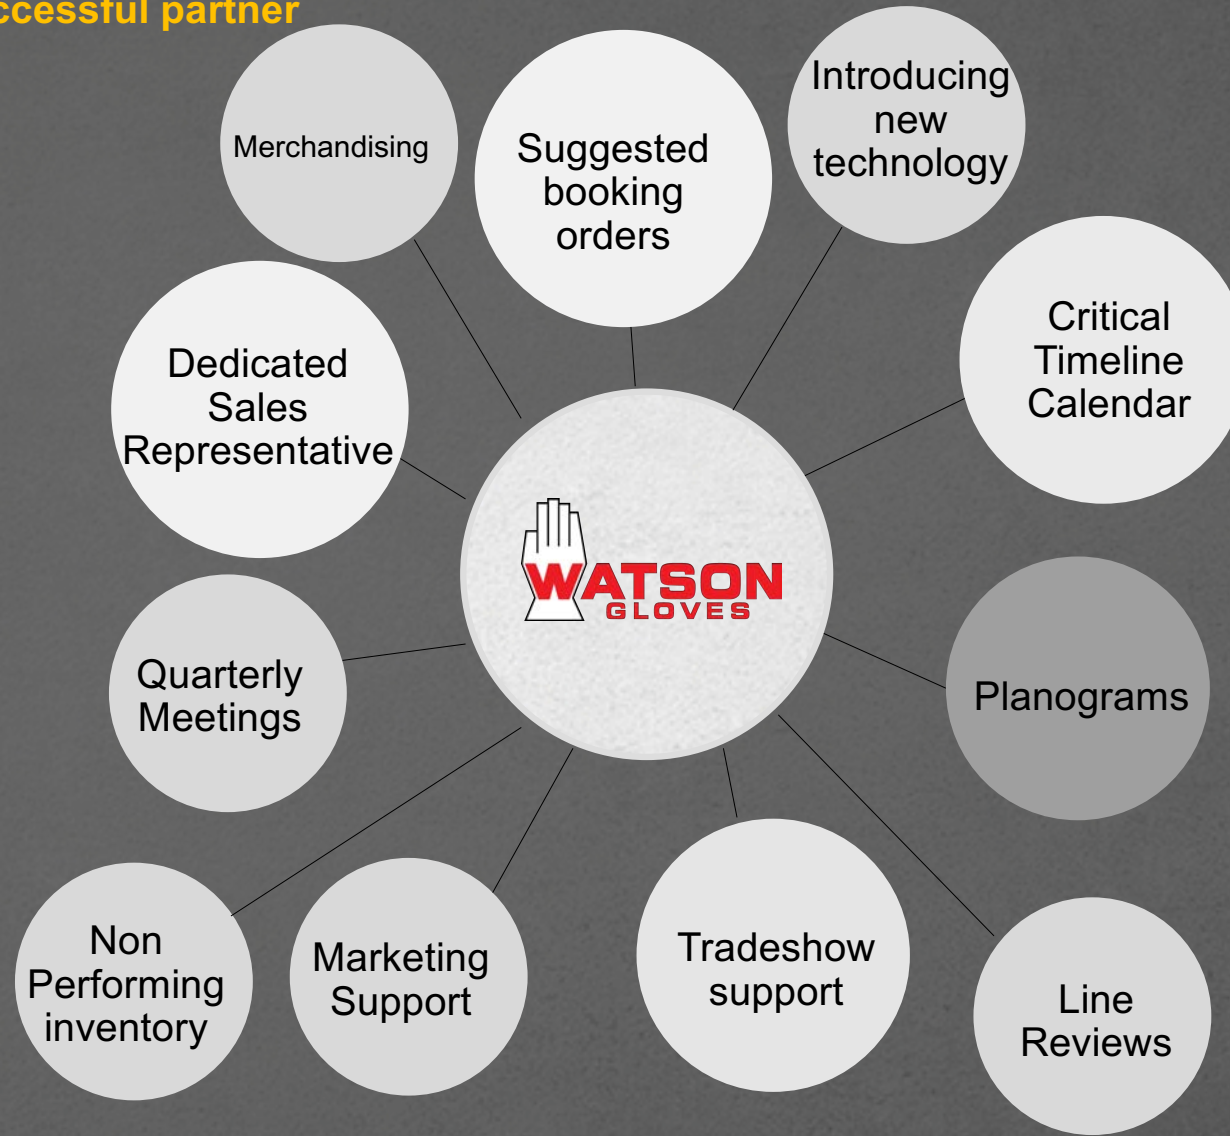 ccessful partner
Merchandising
Suggested
booking
orders
Introducing
new
technology
Critical
Timeline
Calendar
Dedicated
Sales
Representative
WATSON
GLOVES
Quarterly
Meetings
Planograms
Non
Performing
inventory
Marketing
Support
Tradeshow
support
Line
Reviews